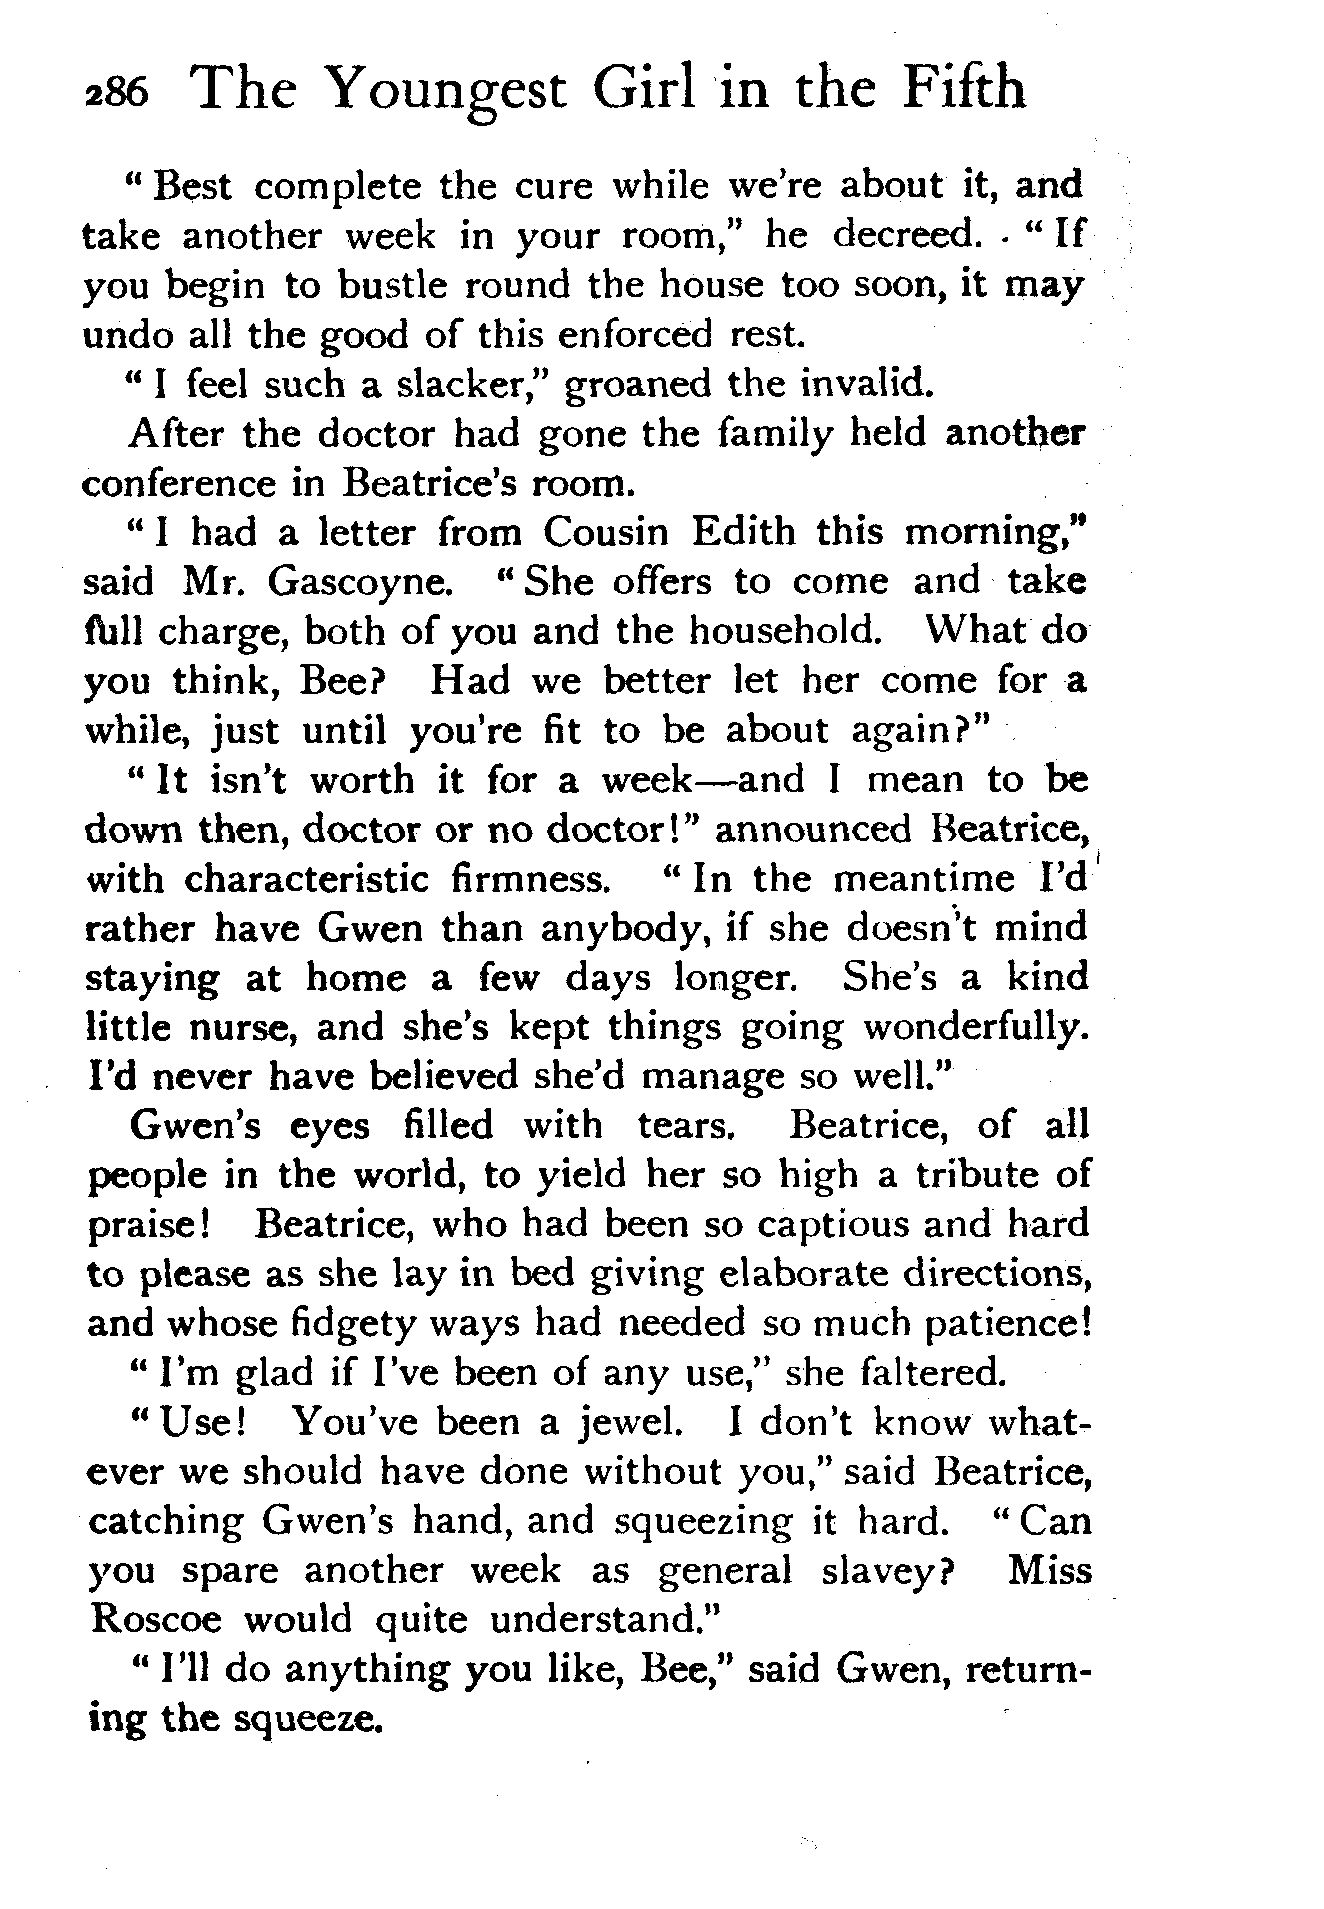 286 The Youngest Girl in the Fifth
“Best complete the cure while we're about it, and
take another week in your room,” he decreed. “If
you begin to bustle round the house too soon, it may
undo all the good of this enforced rest.
“I feel such a slacker,” groaned the invalid.
After the doctor had gone the family held another
conference in Beatrice's room.
“I had a letter from Cousin Edith this morning,”
said Mr. Gascoyne. “She offers to come and take
full charge, both of you and the household. What do
you think, Bee? Had we better let her come for a
while, just until you're fit to be about again?”
“It isn't worth it for a week—and I mean to be
down then, doctor or no doctor!” announced Beatrice,
with characteristic firmness. “In the meantime I'd
rather have Gwen than anybody, if she doesn't mind
staying at home a few days longer. She's a kind
little nurse, and she's kept things going wonderfully.
I'd never have believed she'd manage so well.”
Gwen's eyes filled with tears. Beatrice, of all
people in the world, to yield her so high a tribute of
praise! Beatrice, who had been so captious and hard
to please as she lay in bed giving elaborate directions,
and whose fidgety ways had needed so much patience!
“I'm glad if I've been of any use,” she faltered.
“Use! You've been a jewel. I don't know what-
ever we should have done without you,” said Beatrice,
catching Gwen's hand, and squeezing it hard. “Can
you spare another week as general slavey? Miss
Roscoe would quite understand.”
“I'll do anything you like, Bee,” said Gwen, return-
ing the squeeze.